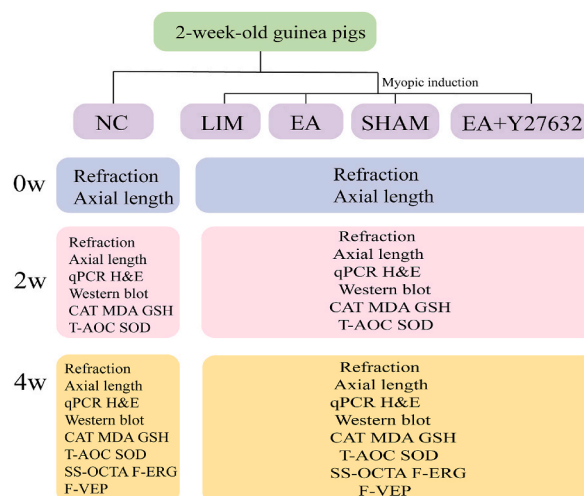 2-week-old guinea pigs
Myopic induction
NC
LIM
EA
SHAM
EA+Y27632
0w
Refraction
Axial length
Refraction
Axial length
2w
Refraction
Axial length
qPCR H&E
Western blot
CAT MDA GSH
T-AOC SOD
Refraction
Axial length
qPCR H&E
Western blot
CAT MDA GSH
T-AOC SOD
4w
Refraction
Axial length
qPCR H&E
Western blot
CAT MDA GSH
T-AOC SOD
SS-OCTA F-ERG
F-VEP
Refraction
Axial length
qPCR H&E
Western blot
CAT MDA GSH
T-AOC SOD
SS-OCTA F-ERG
F-VEP